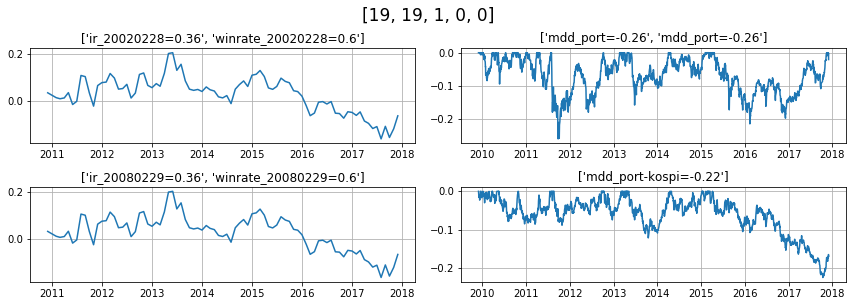 [19, 19, 1, 0, 0]
['ir_20020228=0.36', 'winrate_20020228=0.6']
0.2
0.0
2011 2012 2013 2014 2015 2016 2017 2018
['mdd_port=-0.26', 'mdd_port=-0.26']
0.0
−0.1
−0.2
2010 2011 2012 2013 2014 2015 2016 2017 2018
['ir_20080229=0.36', 'winrate_20080229=0.6']
0.2
0.0
2011 2012 2013 2014 2015 2016 2017 2018
['mdd_port-kospi=-0.22']
0.0
−0.1
−0.2
2010 2011 2012 2013 2014 2015 2016 2017 2018